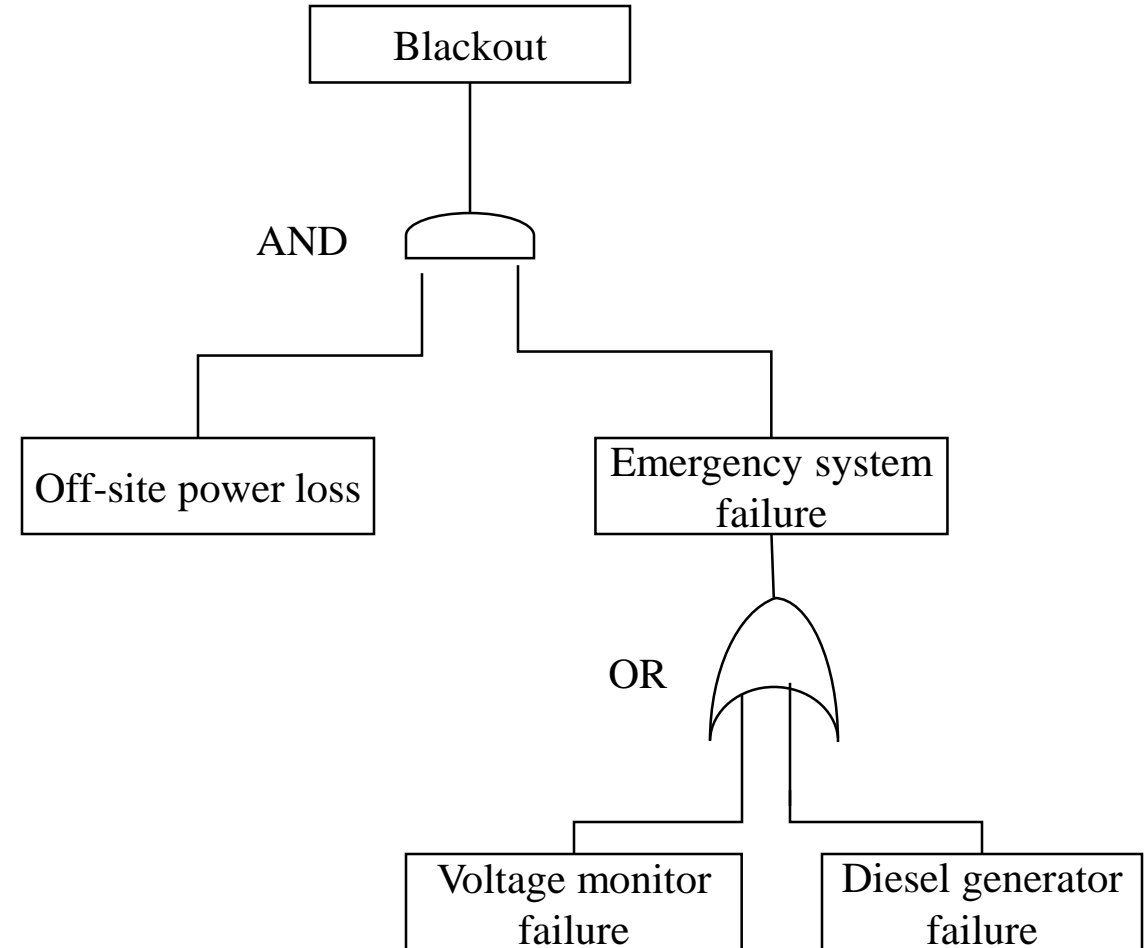 Blackout
AND
Off-site power loss
Emergency system
failure
OR
Voltage monitor
failure
Diesel generator
failure